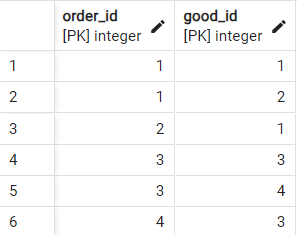 order_id good_id
[PK] integer [PK] integer
1 1 1
2 1 2
3 2 1
4 3 3
5 3 4
6 4 3